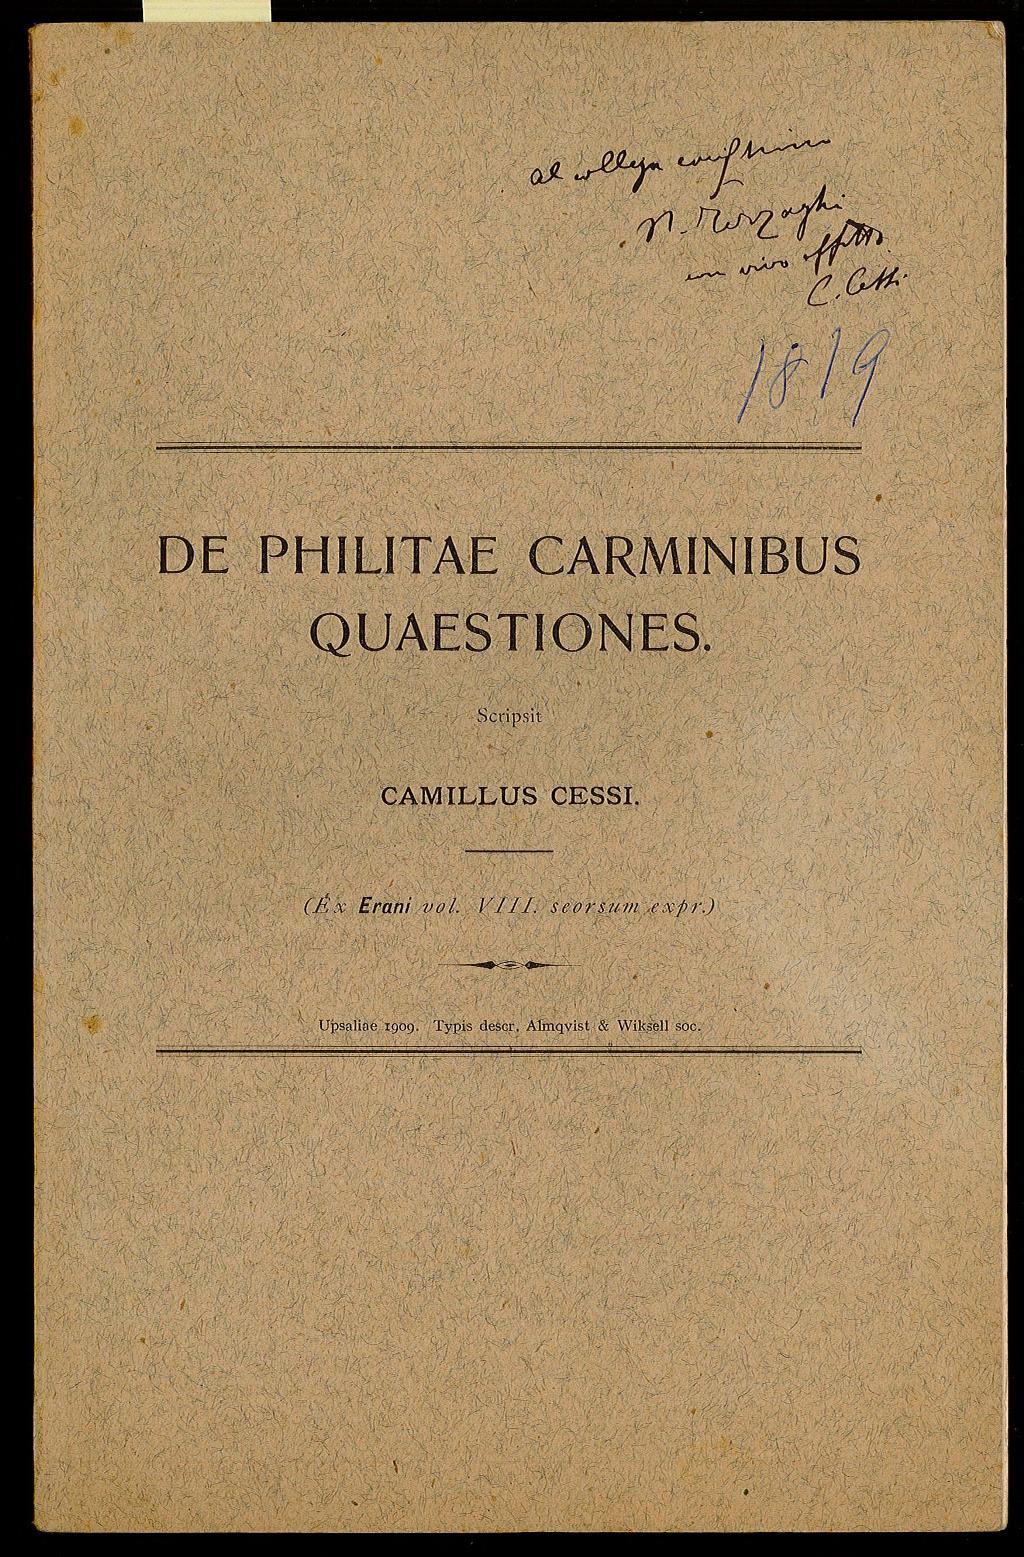 Al collega
N. Terzaghi
con vivo affetto
C. Cessi.
1819
DE PHILITAE CARMINIBUS
QUAESTIONES.
Scripsit
CAMILLUS CESSI.
(Ex Erani vol. VIII. seorsum expr.)
Upsaliae 1909. Typis descr. Almqvist & Wiksell soc.